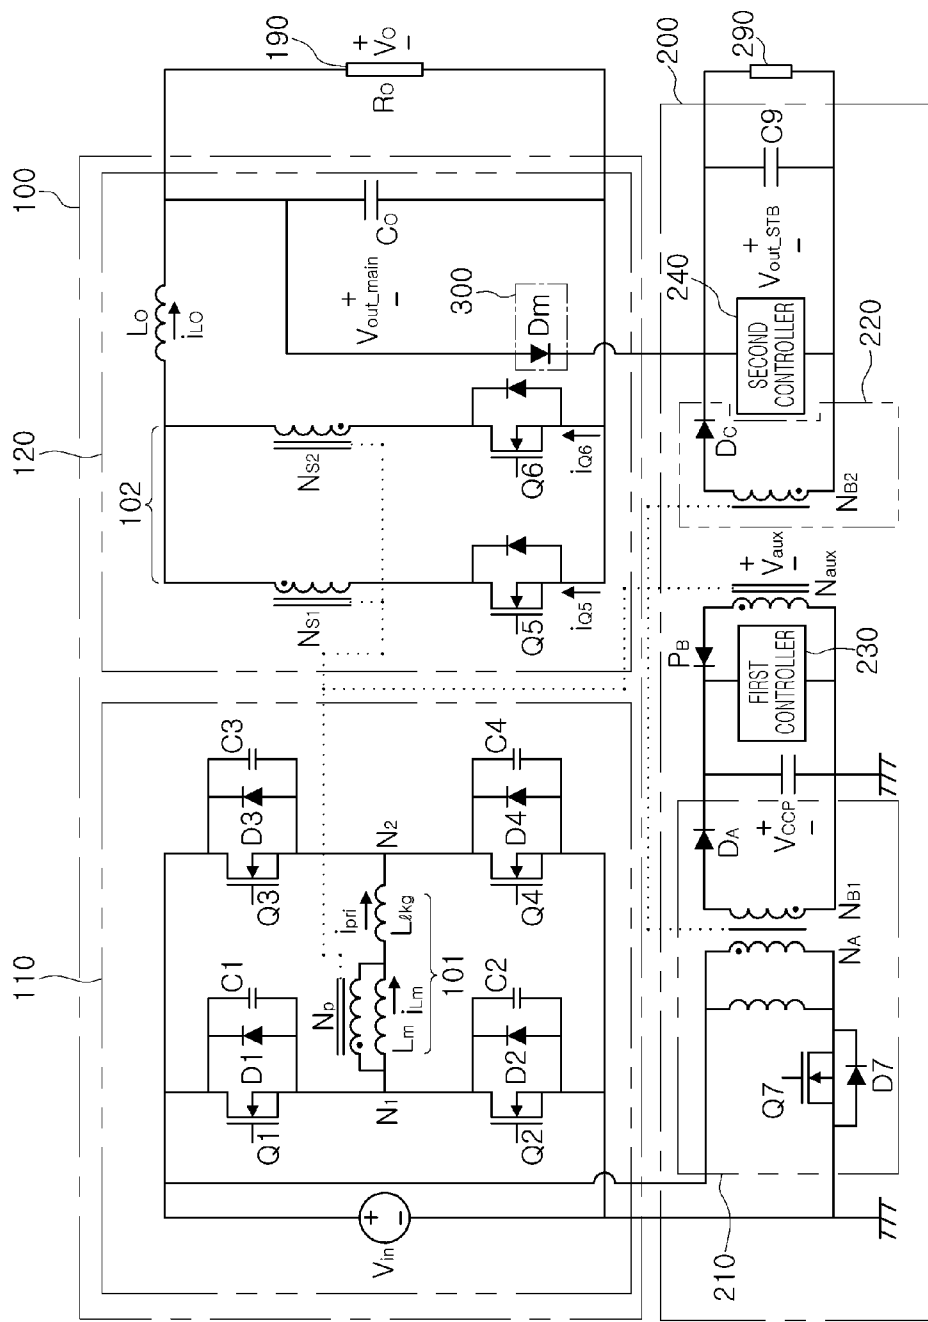 100
110
120
102
190
Vin
+
−
Q1
D1
C1
Q2
D2
C2
Q3
D3
C3
Q4
D4
C4
N1
N2
Np
Lm
iLm
ipri
Lℓkg
101
NS1
NS2
Q5
Q6
iQ5
iQ6
LO
iLO
+
Vout_main
−
CO
RO
+
VO
−
300
Dm
200
210
Q7
D7
NA
NB1
DA
+
VCCP
−
PB
FIRST
CONTROLLER
230
+
Vaux
−
Naux
NB2
DC
220
SECOND
CONTROLLER
240
+
Vout_STB
−
C9
290